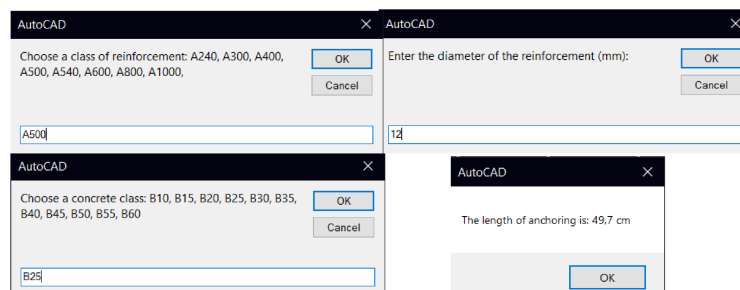 AutoCAD
Choose a class of reinforcement: A240, A300, A400,
A500, A540, A600, A800, A1000,
OK
Cancel
A500
AutoCAD
Enter the diameter of the reinforcement (mm):
OK
Cancel
12
AutoCAD
Choose a concrete class: B10, B15, B20, B25, B30, B35,
B40, B45, B50, B55, B60
OK
Cancel
B25
AutoCAD
The length of anchoring is: 49,7 cm
OK